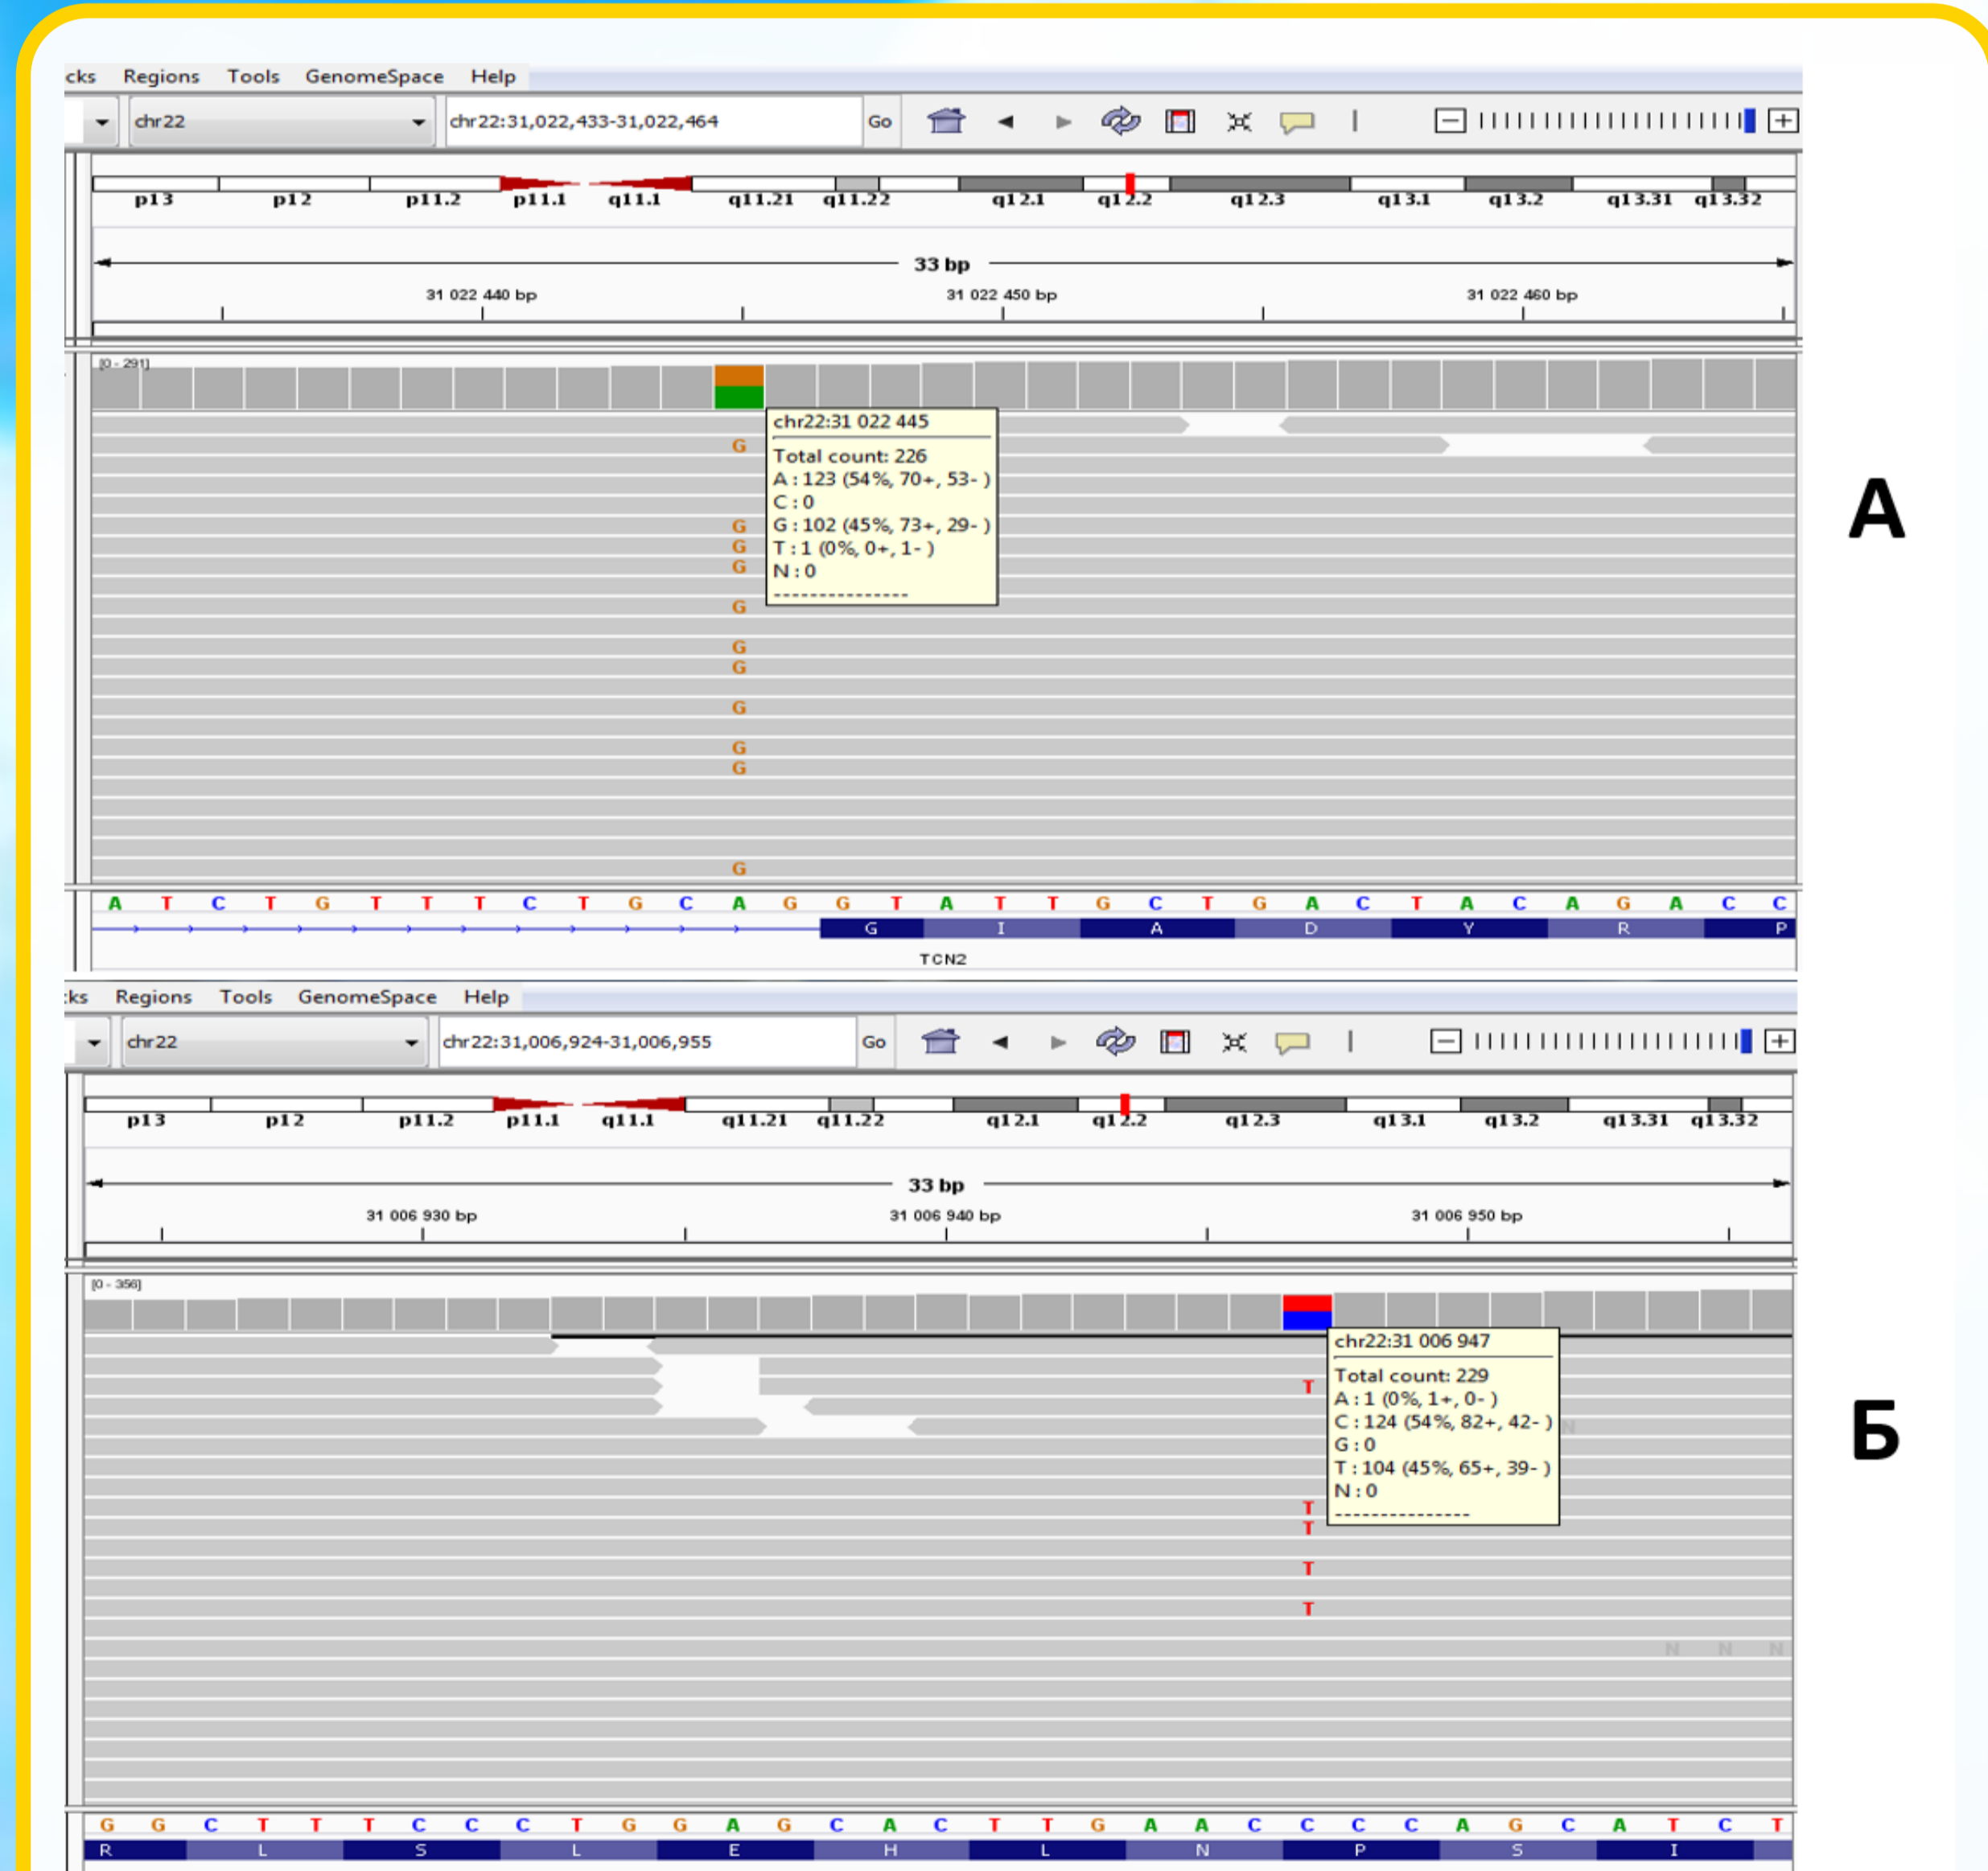 cks Regions Tools GenomeSpace Help
chr22 chr22:31,022,433-31,022,464 Go
p13 p12 p11.2 p11.1 q11.1 q11.21 q11.22 q12.1 q12.2 q12.3 q13.1 q13.2 q13.31 q13.32
33 bp
31 022 440 bp 31 022 450 bp 31 022 460 bp
[0 - 291]
chr22:31 022 445
Total count: 226
A : 123 (54%, 70+, 53- )
C : 0
G : 102 (45%, 73+, 29- )
T : 1 (0%, 0+, 1- )
N : 0
---------------
G
G
G
G
G
G
G
G
G
G
G
A
A T C T G T T T C T G C A G G T A T T G C T G A C T A C A G A C C
G I A D Y R P
TCN2
:ks Regions Tools GenomeSpace Help
chr22 chr22:31,006,924-31,006,955 Go
p13 p12 p11.2 p11.1 q11.1 q11.21 q11.22 q12.1 q12.2 q12.3 q13.1 q13.2 q13.31 q13.32
33 bp
31 006 930 bp 31 006 940 bp 31 006 950 bp
[0 - 356]
chr22:31 006 947
Total count: 229
A : 1 (0%, 1+, 0- )
C : 124 (54%, 82+, 42- )
G : 0
T : 104 (45%, 65+, 39- )
N : 0
---------------
T
N
T
T
T
T
N N N
Б
G G C T T T C C C T G G A G C A C T T G A A C C C C A G C A T C T
R L S L E H L N P S I